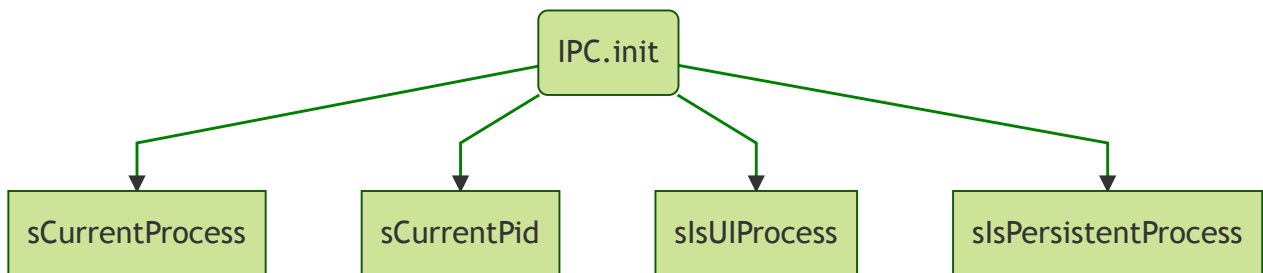 IPC.init
sCurrentProcess
sCurrentPid
sIsUIProcess
sIsPersistentProcess